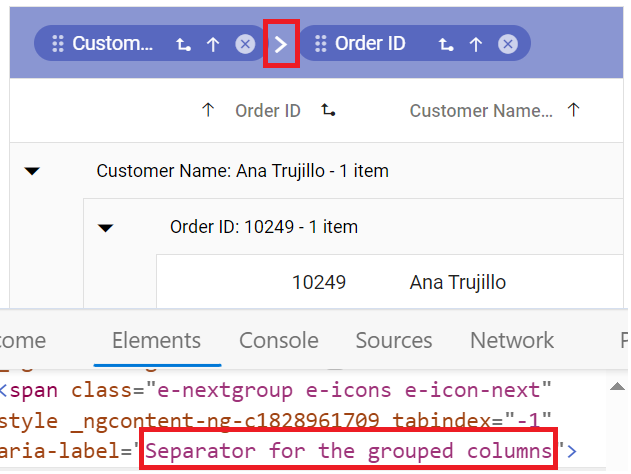 Custom... Order ID
Order ID Customer Name...
Customer Name: Ana Trujillo - 1 item
Order ID: 10249 - 1 item
10249 Ana Trujillo
come Elements Console Sources Network P
<span class="e-nextgroup e-icons e-icon-next"
style _ngcontent-ng-c1828961709 tabindex="-1"
aria-label="Separator for the grouped columns">